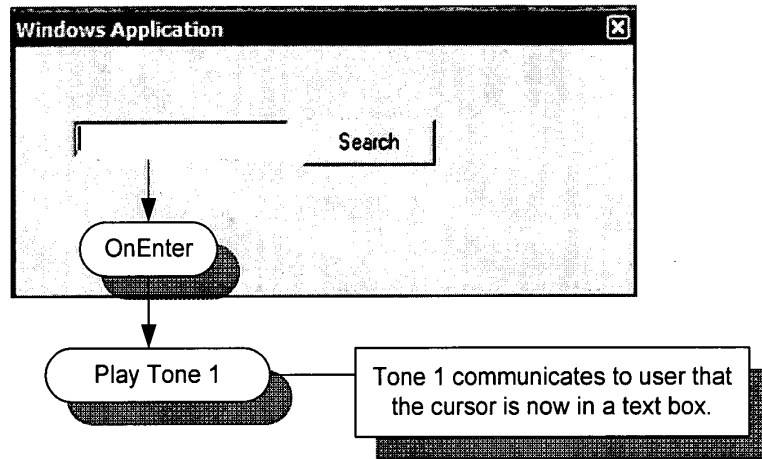 Windows Application
Search
OnEnter
Play Tone 1
Tone 1 communicates to user that
the cursor is now in a text box.